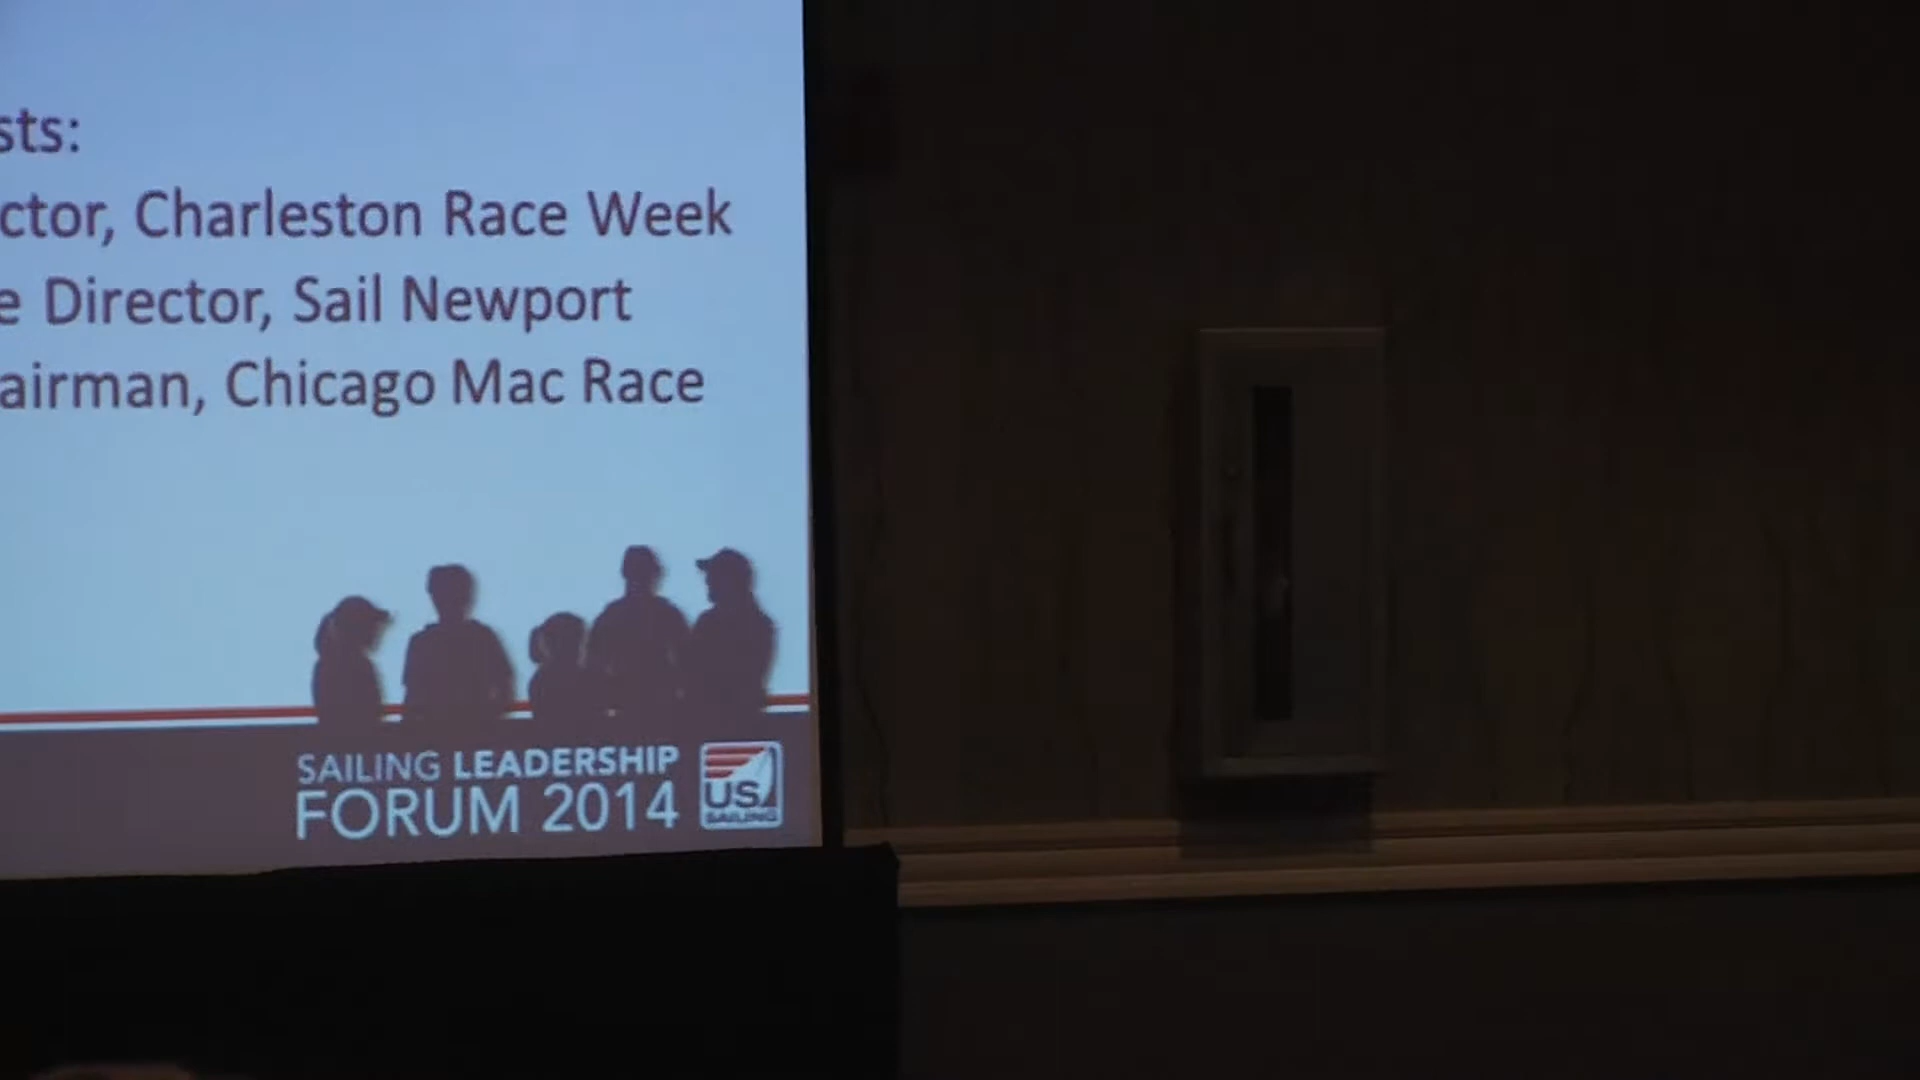 sts:
ctor, Charleston Race Week
e Director, Sail Newport
airman, Chicago Mac Race
SAILING LEADERSHIP
FORUM 2014
US
SAILING